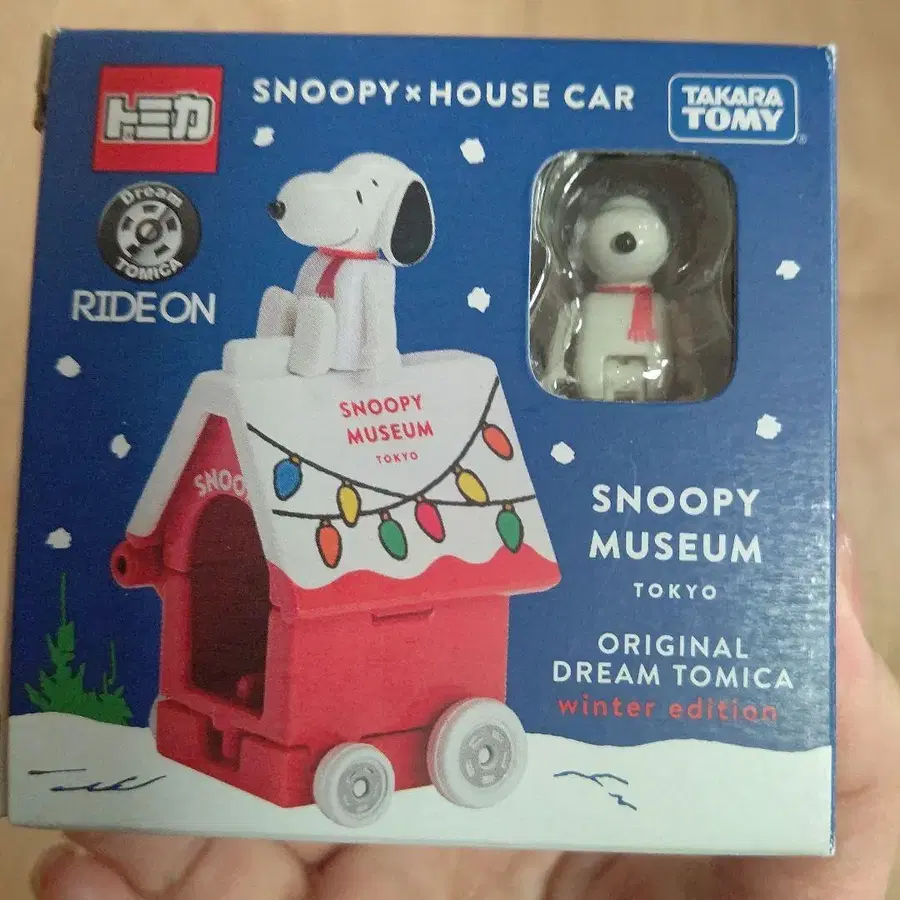 トミカ
SNOOPY×HOUSE CAR
TAKARA
TOMY
Dream
TOMICA
RIDE ON
SNOOPY
MUSEUM
TOKYO
SNOO
SNOOPY
MUSEUM
TOKYO
ORIGINAL
DREAM TOMICA
winter edition